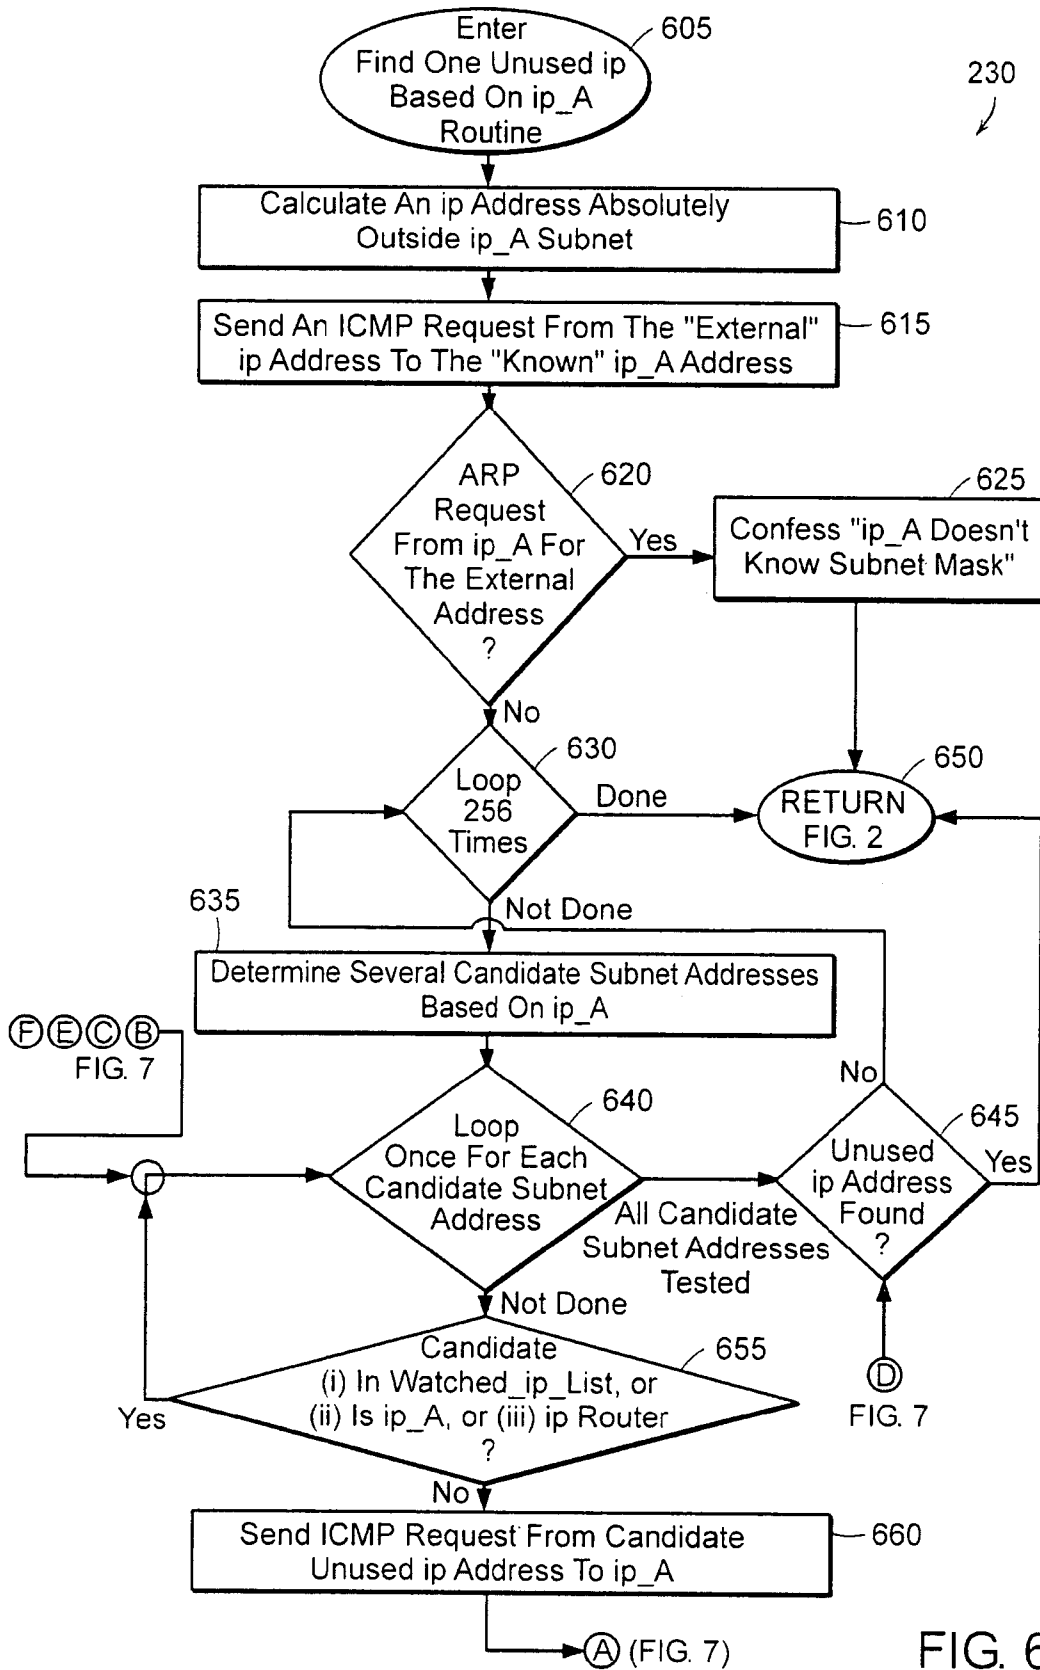 Enter
Find One Unused ip
Based On ip_A
Routine
605
230
Calculate An ip Address Absolutely
Outside ip_A Subnet
610
Send An ICMP Request From The "External"
ip Address To The "Known" ip_A Address
615
ARP
Request
From ip_A For
The External
Address
?
620
Yes
625
Confess "ip_A Doesn't
Know Subnet Mask"
No
630
Loop
256
Times
Done
650
RETURN
FIG. 2
Not Done
635
Determine Several Candidate Subnet Addresses
Based On ip_A
F E C B
FIG. 7
640
Loop
Once For Each
Candidate Subnet
Address
All Candidate
Subnet Addresses
Tested
No
645
Unused
ip Address
Found
?
Yes
Not Done
D
FIG. 7
655
Candidate
(i) In Watched_ip_List, or
(ii) Is ip_A, or (iii) ip Router
?
Yes
No
Send ICMP Request From Candidate
Unused ip Address To ip_A
660
A (FIG. 7)
FIG. 6